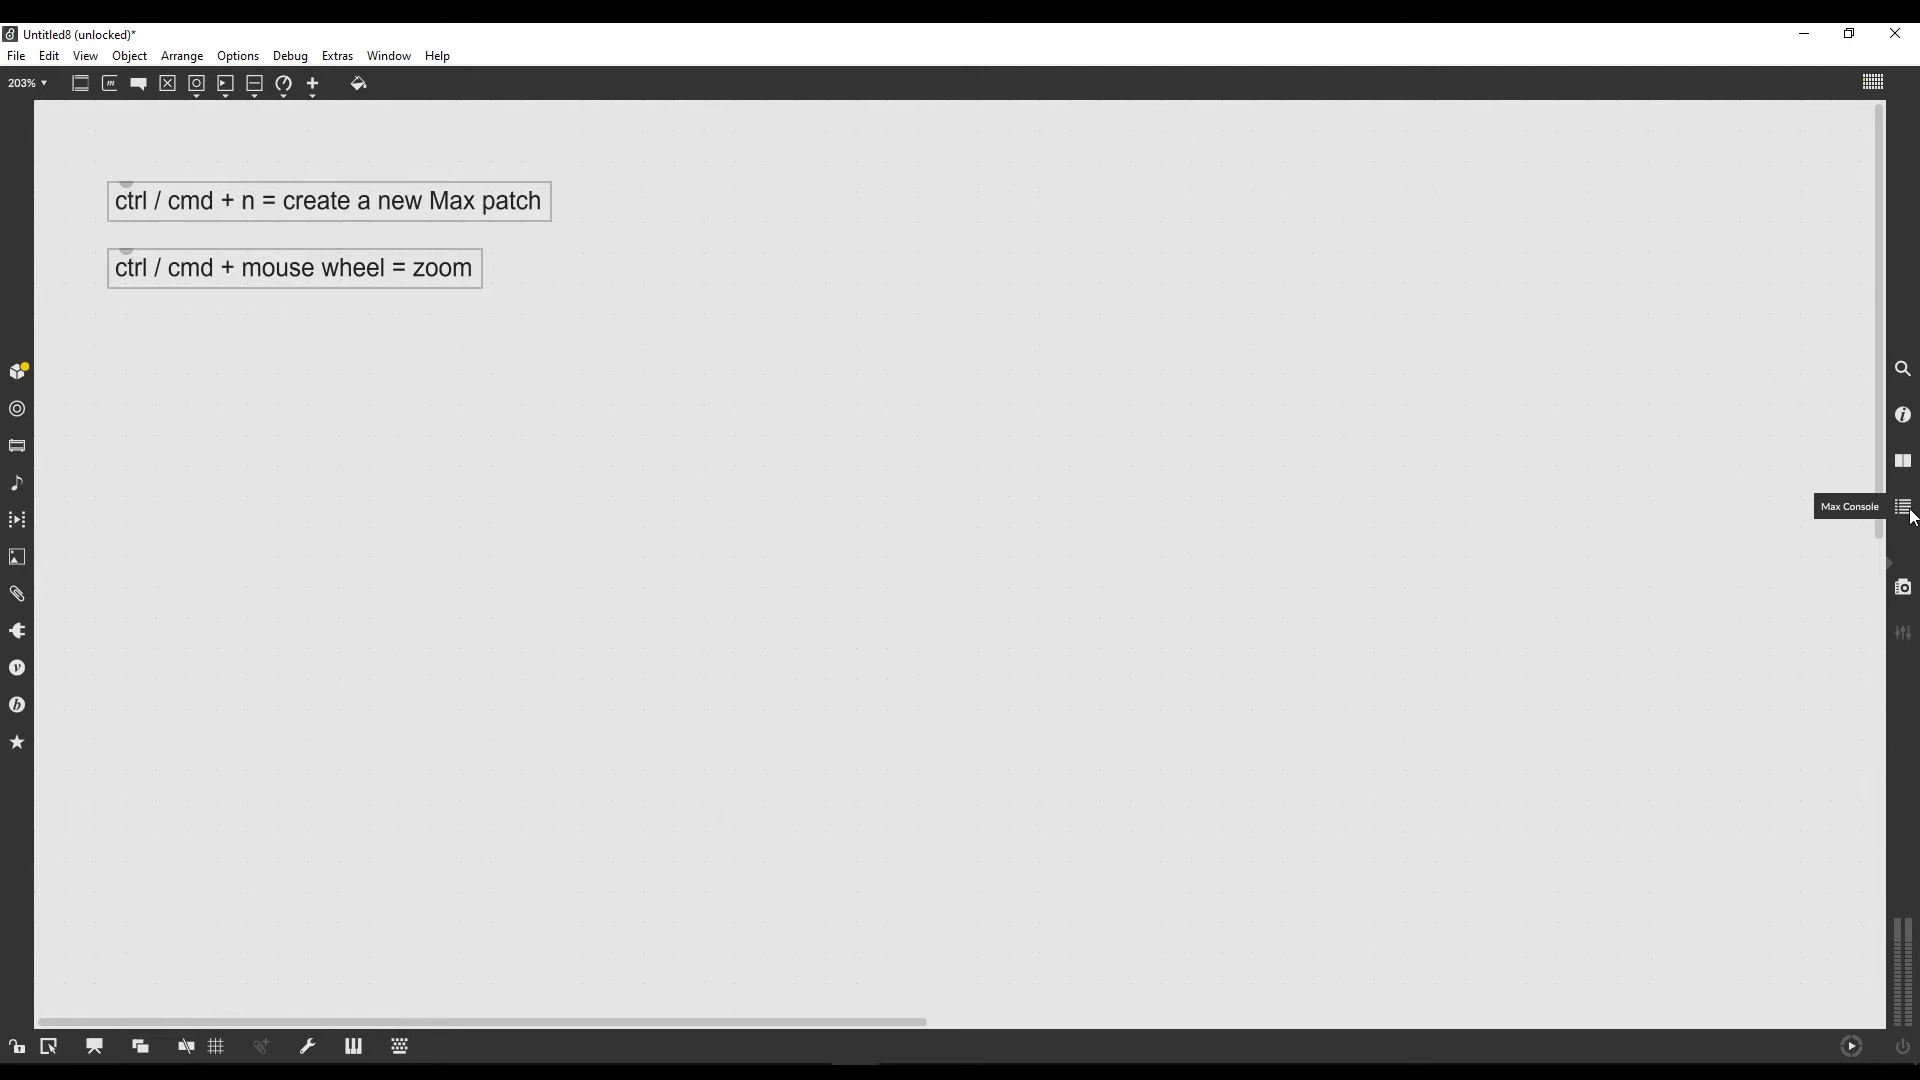 Untitled8 (unlocked)*
File Edit View Object Arrange Options Debug Extras Window Help
203%
ctrl / cmd + n = create a new Max patch
ctrl / cmd + mouse wheel = zoom
Max Console